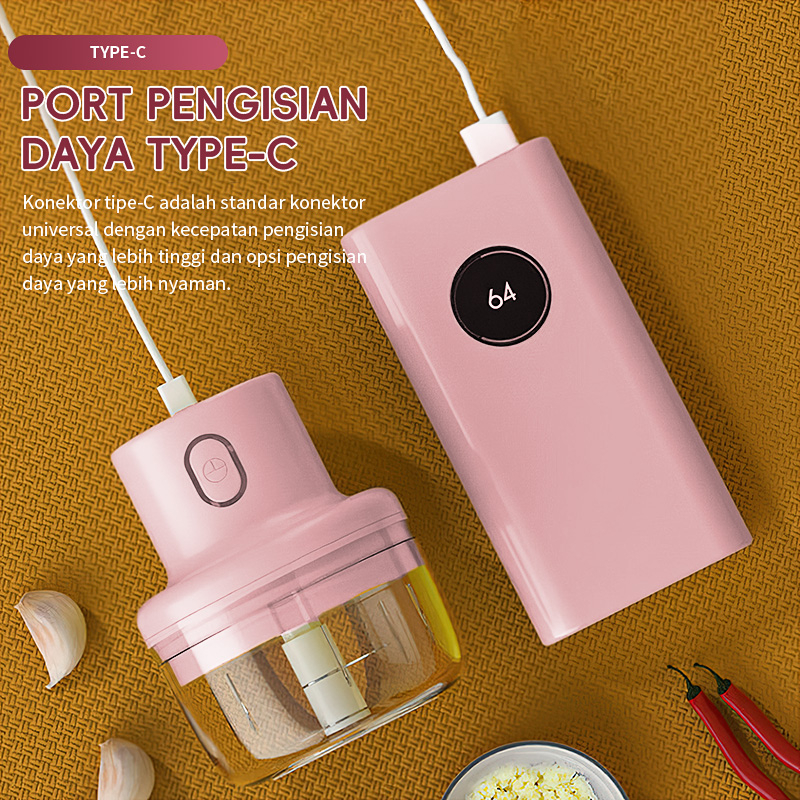 TYPE-C
PORT PENGISIAN
DAYA TYPE-C
Konektor tipe-C adalah standar konektor
universal dengan kecepatan pengisian
daya yang lebih tinggi dan opsi pengisian
daya yang lebih nyaman.
64